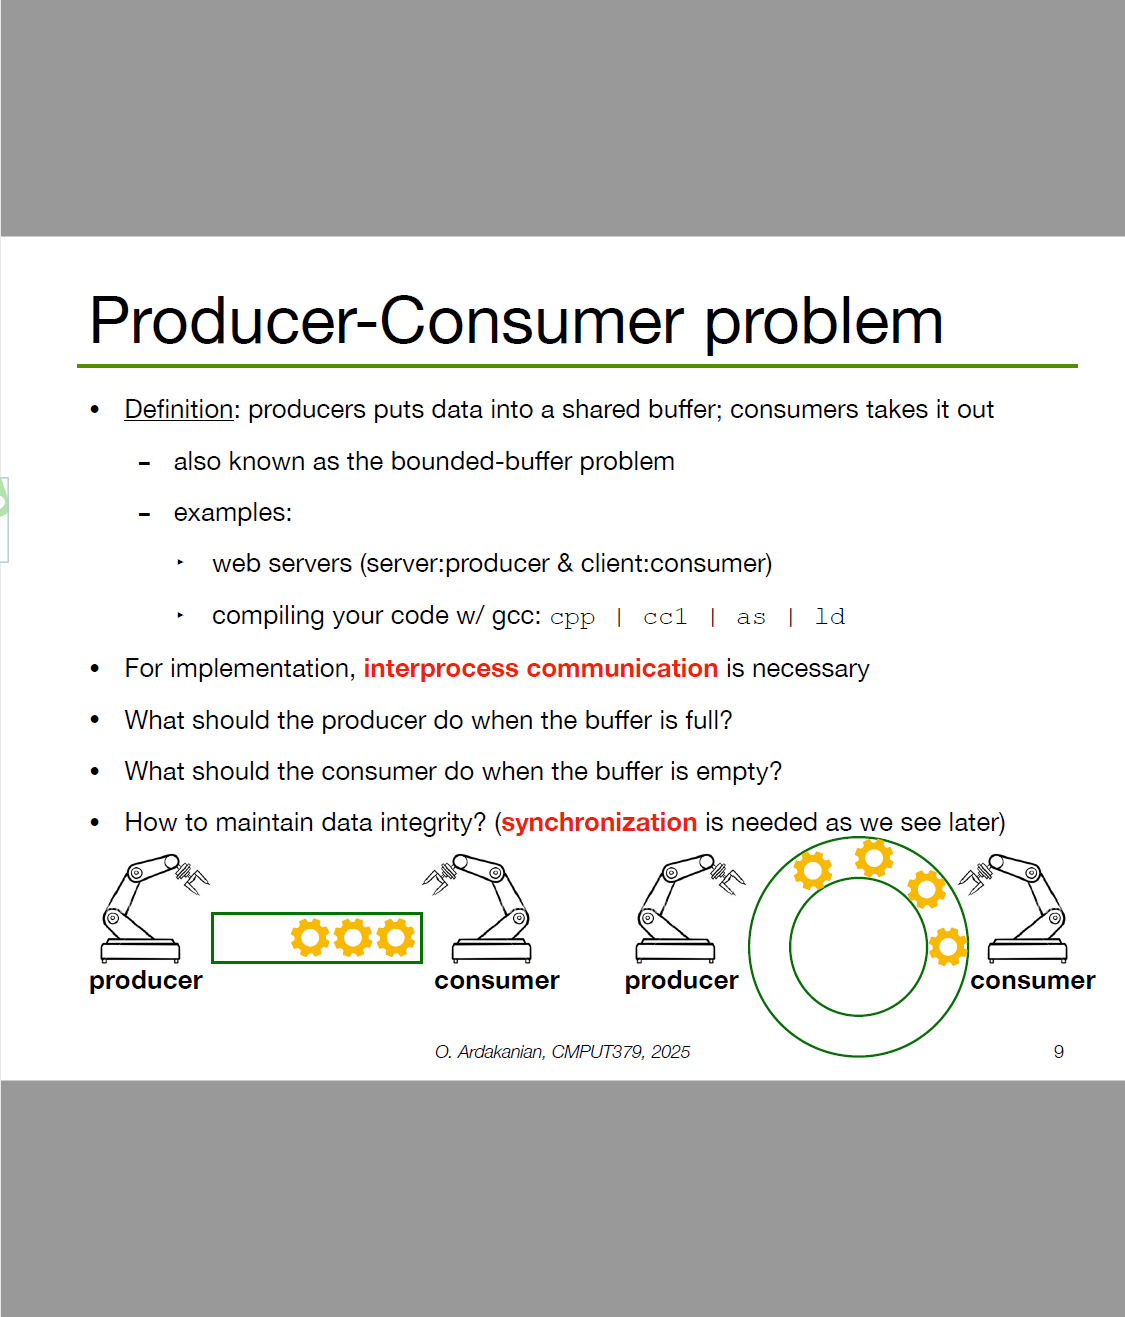 Producer-Consumer problem
• Definition: producers puts data into a shared buffer; consumers takes it out
– also known as the bounded-buffer problem
– examples:
‣ web servers (server:producer & client:consumer)
‣ compiling your code w/ gcc: cpp | cc1 | as | ld
• For implementation, interprocess communication is necessary
• What should the producer do when the buffer is full?
• What should the consumer do when the buffer is empty?
• How to maintain data integrity? (synchronization is needed as we see later)
producer consumer producer consumer
O. Ardakanian, CMPUT379, 2025 9